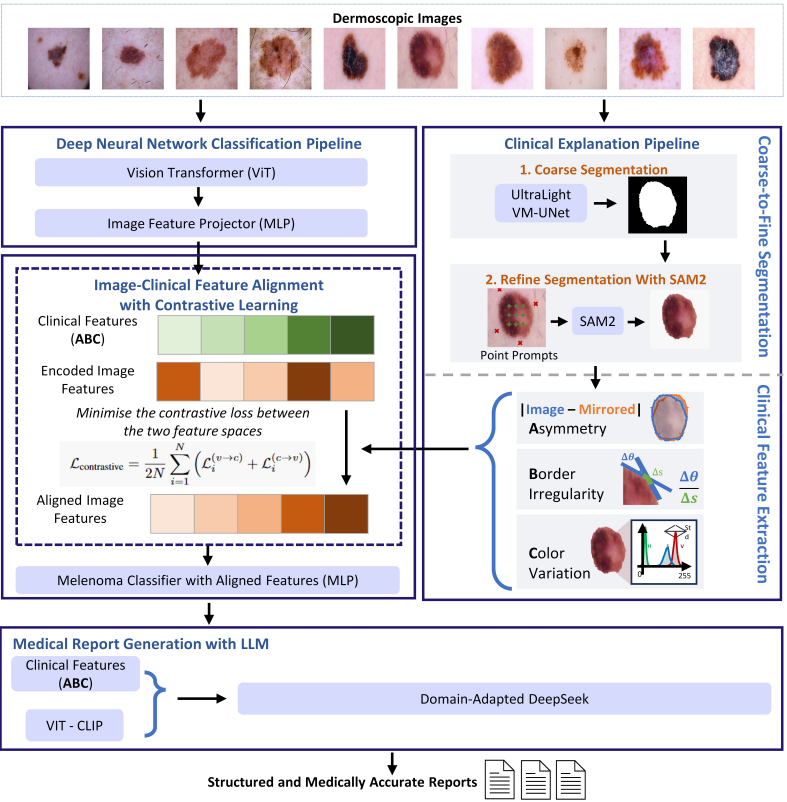 Dermoscopic Images
Deep Neural Network Classification Pipeline
Vision Transformer (ViT)
Image Feature Projector (MLP)
Image-Clinical Feature Alignment
with Contrastive Learning
Clinical Features
(ABC)
Encoded Image
Features
Minimise the contrastive loss between
the two feature spaces
ℒcontrastive = 1/2N ∑_{i=1}^{N} (ℒ_i^{(v→c)} + ℒ_i^{(c→v)})
Aligned Image
Features
Melenoma Classifier with Aligned Features (MLP)
Clinical Explanation Pipeline
1. Coarse Segmentation
UltraLight
VM-UNet
2. Refine Segmentation With SAM2
SAM2
Point Prompts
Coarse-to-Fine Segmentation
|Image – Mirrored|
Asymmetry
Border
Irregularity
Δθ
Δs
Δθ
Δs
Color
Variation
H
V
St
d
0
255
Clinical Feature Extraction
Medical Report Generation with LLM
Clinical Features
(ABC)
VIT - CLIP
Domain-Adapted DeepSeek
Structured and Medically Accurate Reports